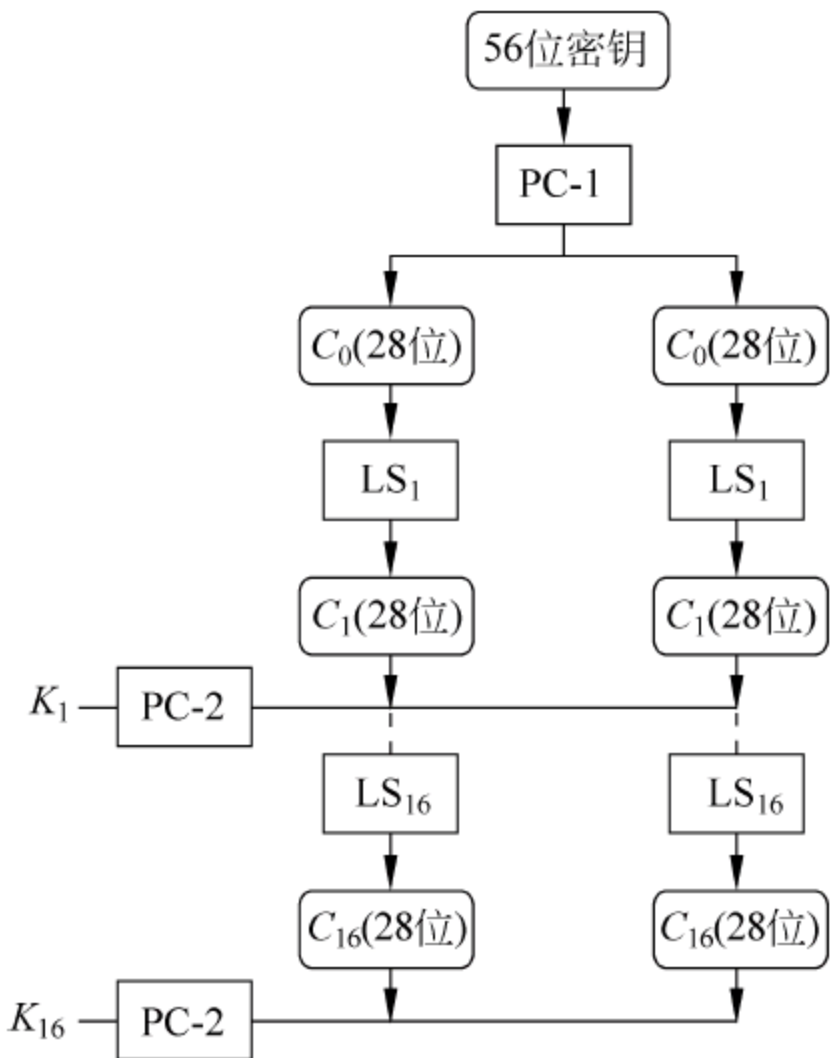 56位密钥
PC-1
C₀(28位) C₀(28位)
LS₁ LS₁
C₁(28位) C₁(28位)
K₁ PC-2
LS₁₆ LS₁₆
C₁₆(28位) C₁₆(28位)
K₁₆ PC-2